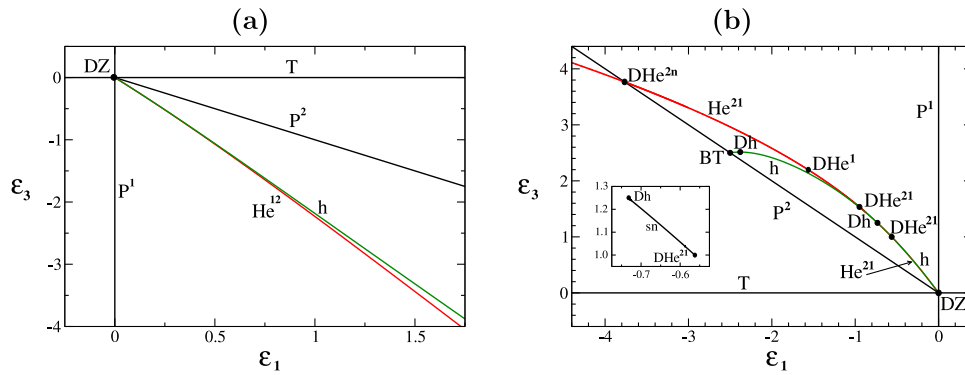 (a)
DZ
T
0
P²
-1
ε₃
P¹
-2
He¹²
h
-3
-4
0
0.5
1
1.5
ε₁
(b)
4
DHe²ⁿ
He²¹
P¹
3
Dh
BT
DHe¹
h
ε₃
2
P²
DHe²¹
1.3
Dh
Dh
DHe²¹
1.2
1.1
sn
1
1.0
DHe²¹
He²¹
h
-0.7
-0.6
T
0
DZ
-4
-3
-2
-1
0
ε₁